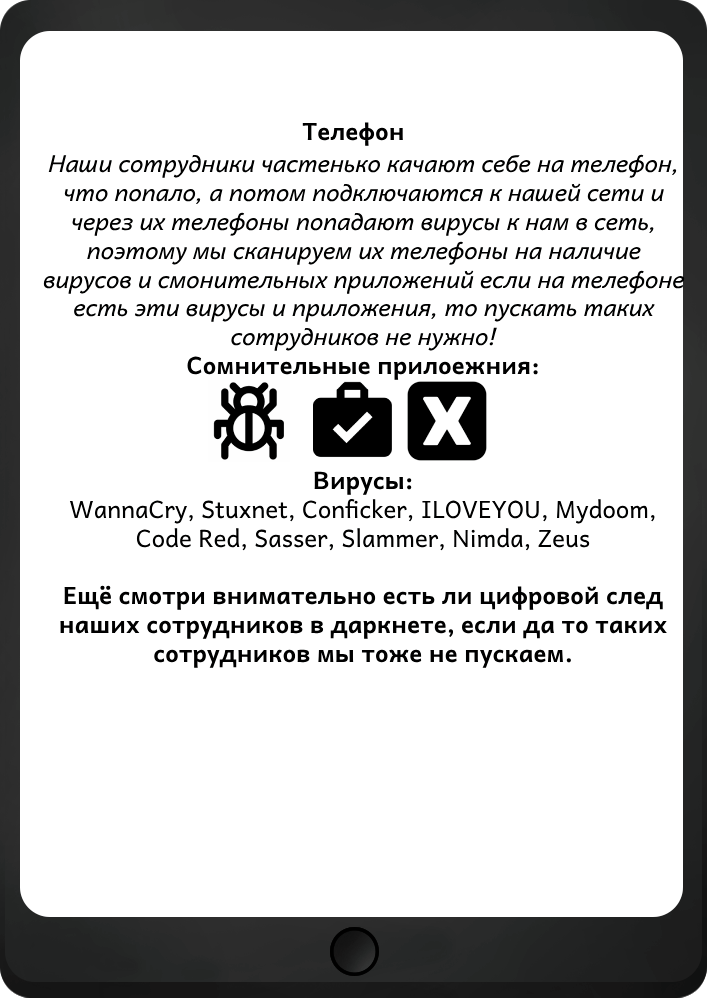 Телефон
Наши сотрудники частенько качают себе на телефон,
что попало, а потом подключаются к нашей сети и
через их телефоны попадают вирусы к нам в сеть,
поэтому мы сканируем их телефоны на наличие
вирусов и смонительных приложений если на телефоне
есть эти вирусы и приложения, то пускать таких
сотрудников не нужно!
Сомнительные прилоежния:
X
Вирусы:
WannaCry, Stuxnet, Conficker, ILOVEYOU, Mydoom,
Code Red, Sasser, Slammer, Nimda, Zeus
Ещё смотри внимательно есть ли цифровой след
наших сотрудников в даркнете, если да то таких
сотрудников мы тоже не пускаем.